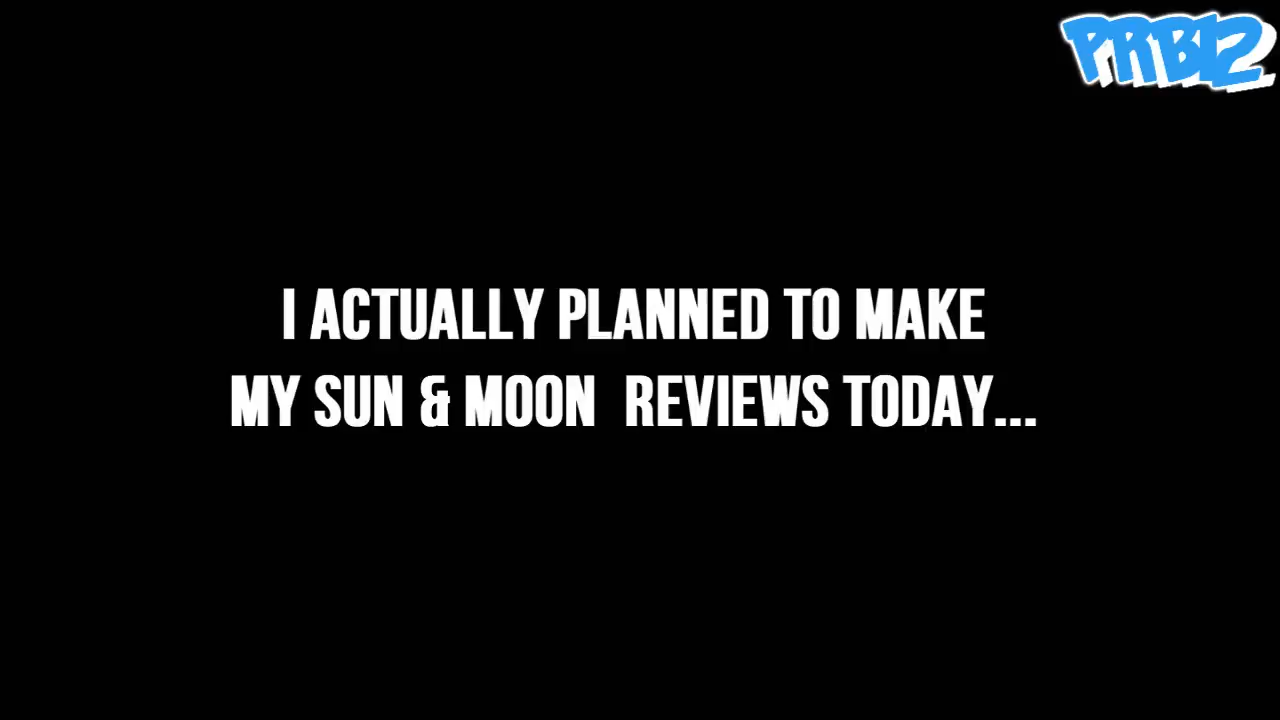 PRB12
I ACTUALLY PLANNED TO MAKE
MY SUN & MOON  REVIEWS TODAY...